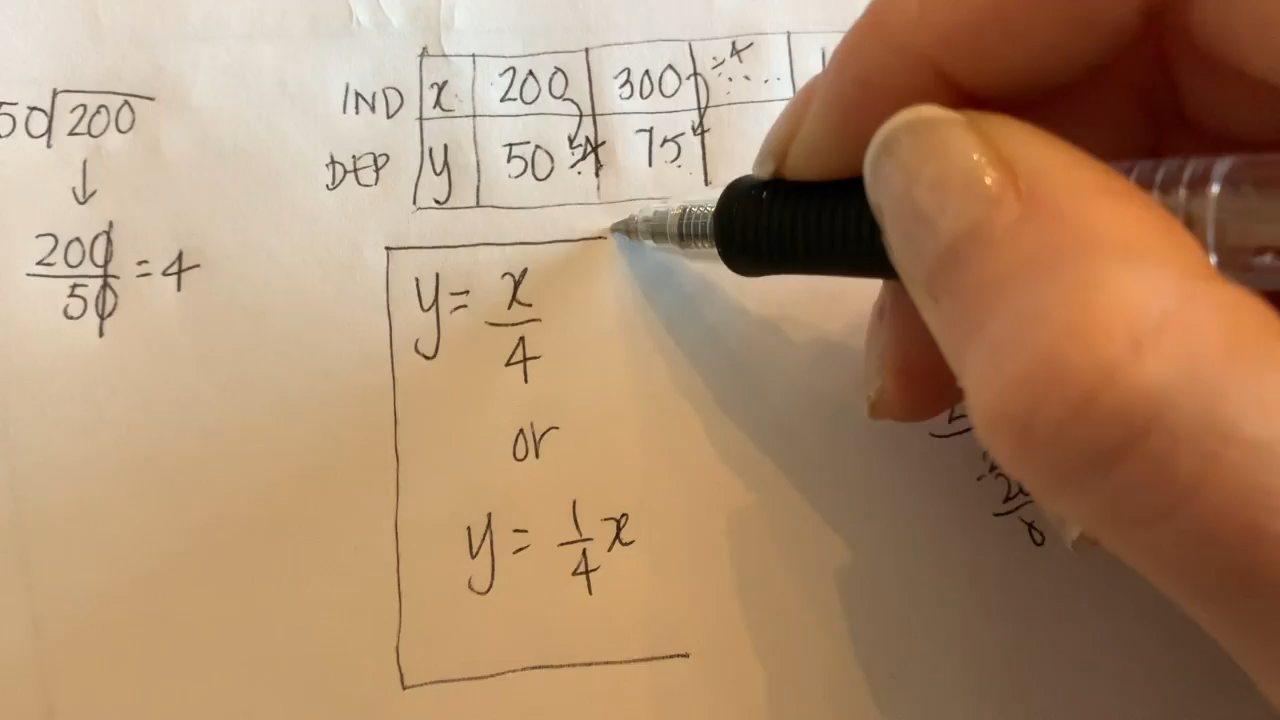 50 200
200/50 = 4
IND x 200 300 ÷4
DEP y 50 75
y = x/4
or
y = 1/4 x